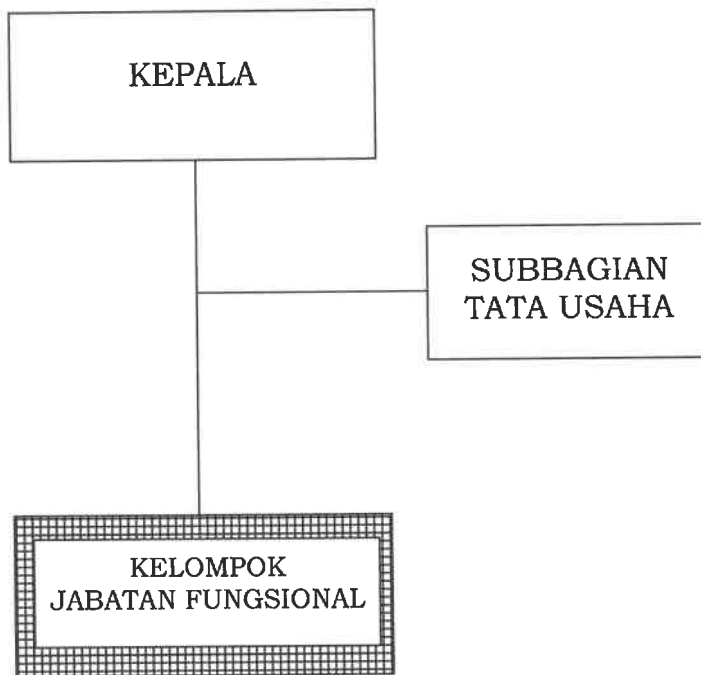 KEPALA
SUBBAGIAN
TATA USAHA
KELOMPOK
JABATAN FUNGSIONAL